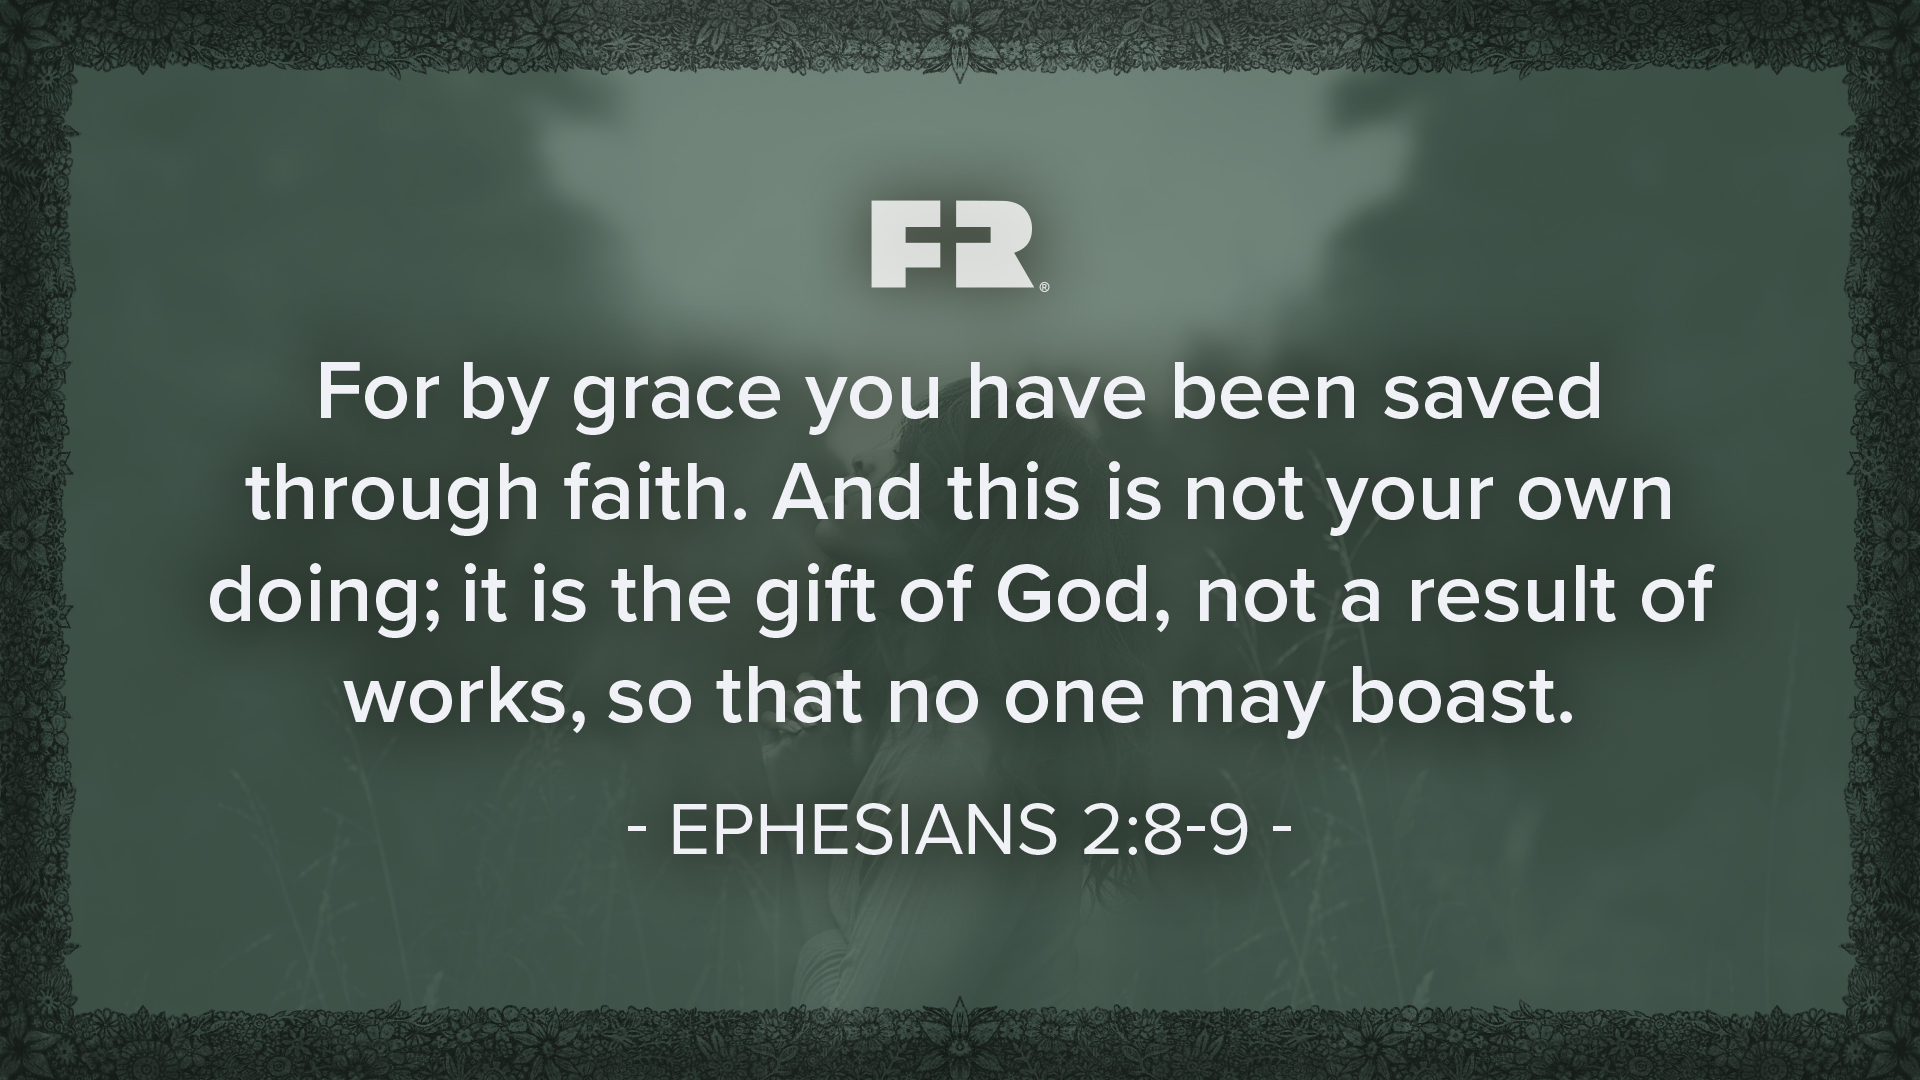 FR®
For by grace you have been saved
through faith. And this is not your own
doing; it is the gift of God, not a result of
works, so that no one may boast.
- EPHESIANS 2:8-9 -